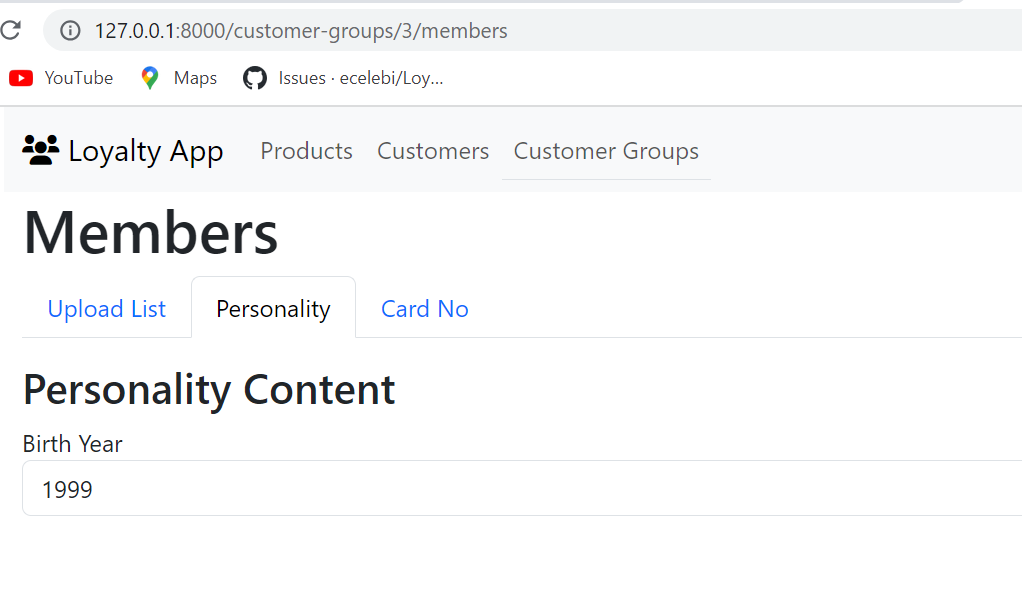 127.0.0.1:8000/customer-groups/3/members
YouTube Maps Issues · ecelebi/Loy...
Loyalty App Products Customers Customer Groups
Members
Upload List Personality Card No
Personality Content
Birth Year
1999